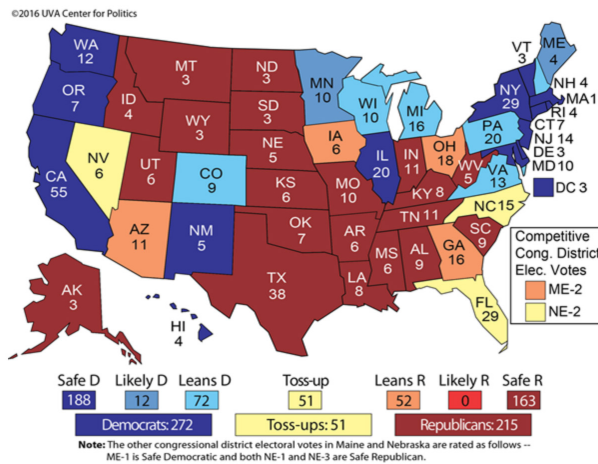 ©2016 UVA Center for Politics
WA
12
OR
7
CA
55
NV
6
ID
4
MT
3
WY
3
UT
6
AZ
11
CO
9
NM
5
ND
3
SD
3
NE
5
KS
6
OK
7
TX
38
MN
10
IA
6
MO
10
AR
6
LA
8
WI
10
IL
20
MI
16
IN
11
OH
18
KY 8
TN 11
MS
6
AL
9
GA
16
FL
29
SC
9
NC 15
VA
13
WV
5
PA
20
NY
29
VT
3
ME
4
NH 4
MA1
RI 4
CT 7
NJ 14
DE 3
MD 10
DC 3
AK
3
HI
4
Competitive
Cong. District
Elec. Votes
ME-2
NE-2
Safe D Likely D Leans D Toss-up Leans R Likely R Safe R
188 12 72 51 52 0 163
Democrats: 272 Toss-ups: 51 Republicans: 215
Note: The other congressional district electoral votes in Maine and Nebraska are rated as follows --
ME-1 is Safe Democratic and both NE-1 and NE-3 are Safe Republican.